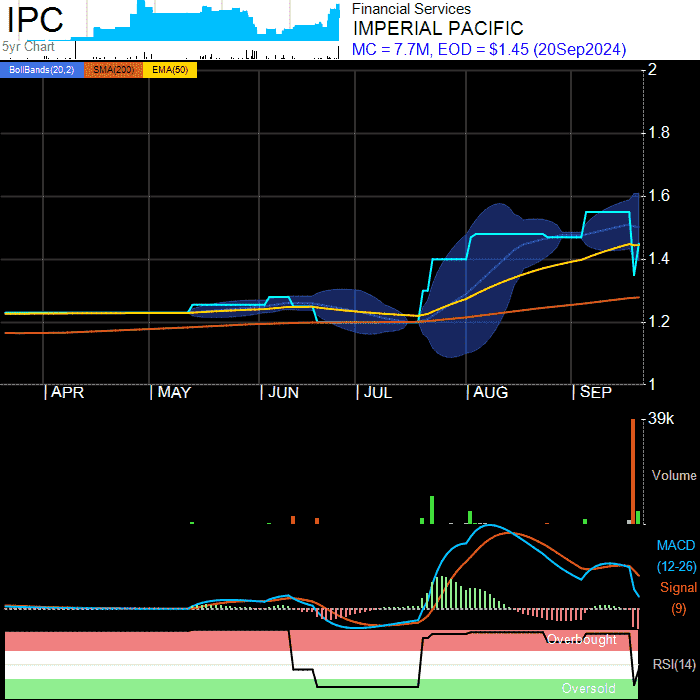 IPC
5yr Chart
Financial Services
IMPERIAL PACIFIC
MC = 7.7M, EOD = $1.45 (20Sep2024)
BollBands(20,2) SMA(200) EMA(50)
2
1.8
1.6
1.4
1.2
1
APR MAY JUN JUL AUG SEP
39k
Volume
MACD
(12-26)
Signal
(9)
Overbought
RSI(14)
Oversold